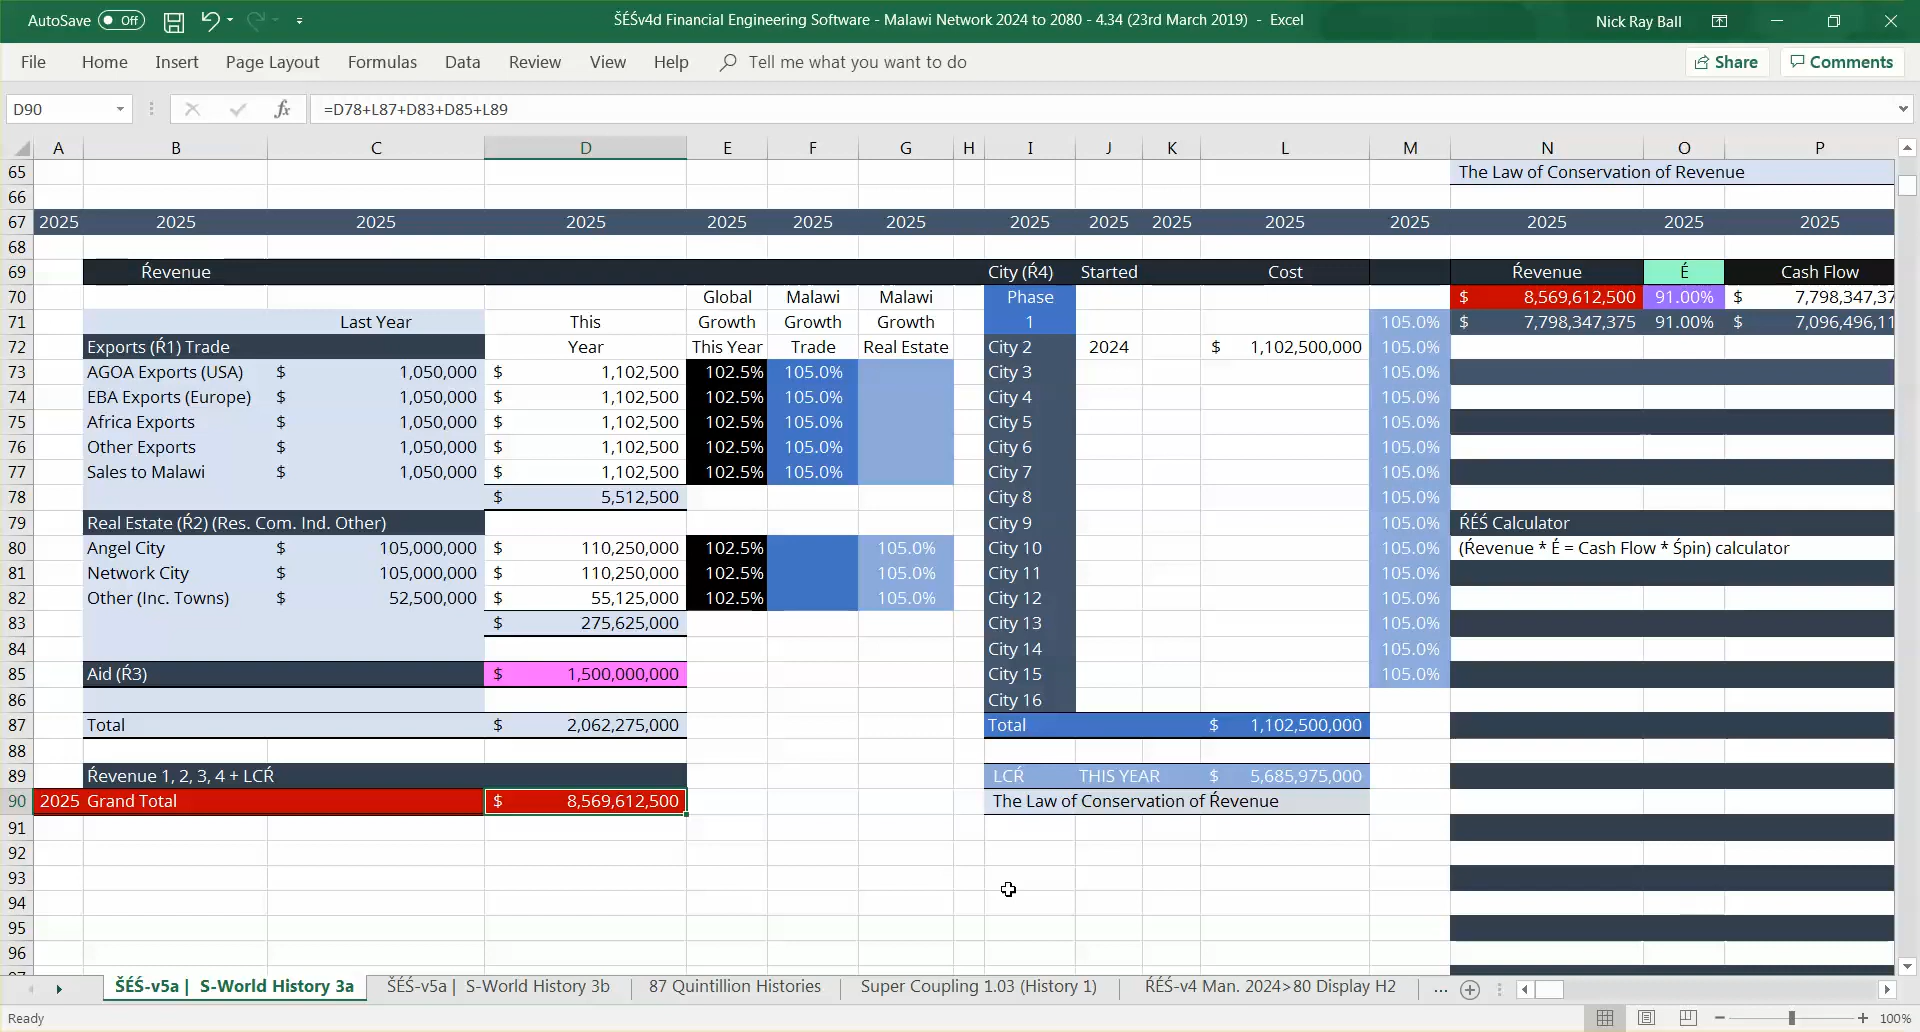 AutoSave Off ŠÉŚv4d Financial Engineering Software - Malawi Network 2024 to 2080 - 4.34 (23rd March 2019) - Excel Nick Ray Ball
File Home Insert Page Layout Formulas Data Review View Help Tell me what you want to do Share Comments
D90 fx =D78+L87+D83+D85+L89
A B C D E F G H I J K L M N O P
65 The Law of Conservation of Revenue
66
67 2025 2025 2025 2025 2025 2025 2025 2025 2025 2025 2025 2025 2025 2025 2025
68
69 Ŕevenue City (Ŕ4) Started Cost Ŕevenue É Cash Flow
70 Global Malawi Malawi Phase $ 8,569,612,500 91.00% $ 7,798,347,37
71 Last Year This Growth Growth Growth 1 105.0% $ 7,798,347,375 91.00% $ 7,096,496,11
72 Exports (Ŕ1) Trade Year This Year Trade Real Estate City 2 2024 $ 1,102,500,000 105.0%
73 AGOA Exports (USA) $ 1,050,000 $ 1,102,500 102.5% 105.0% City 3 105.0%
74 EBA Exports (Europe) $ 1,050,000 $ 1,102,500 102.5% 105.0% City 4 105.0%
75 Africa Exports $ 1,050,000 $ 1,102,500 102.5% 105.0% City 5 105.0%
76 Other Exports $ 1,050,000 $ 1,102,500 102.5% 105.0% City 6 105.0%
77 Sales to Malawi $ 1,050,000 $ 1,102,500 102.5% 105.0% City 7 105.0%
78 $ 5,512,500 City 8 105.0%
79 Real Estate (Ŕ2) (Res. Com. Ind. Other) City 9 105.0% ŔÉŚ Calculator
80 Angel City $ 105,000,000 $ 110,250,000 102.5% 105.0% City 10 105.0% (Ŕevenue * É = Cash Flow * Śpin) calculator
81 Network City $ 105,000,000 $ 110,250,000 102.5% 105.0% City 11 105.0%
82 Other (Inc. Towns) $ 52,500,000 $ 55,125,000 102.5% 105.0% City 12 105.0%
83 $ 275,625,000 City 13 105.0%
84 City 14 105.0%
85 Aid (Ŕ3) $ 1,500,000,000 City 15 105.0%
86 City 16
87 Total $ 2,062,275,000 Total $ 1,102,500,000
88
89 Ŕevenue 1, 2, 3, 4 + LCŔ LCŔ THIS YEAR $ 5,685,975,000
90 2025 Grand Total $ 8,569,612,500 The Law of Conservation of Ŕevenue
91
92
93
94
95
96
ŠÉŚ-v5a | S-World History 3a ŠÉŚ-v5a | S-World History 3b 87 Quintillion Histories Super Coupling 1.03 (History 1) ŔÉŚ-v4 Man. 2024>80 Display H2 ...
Ready 100%